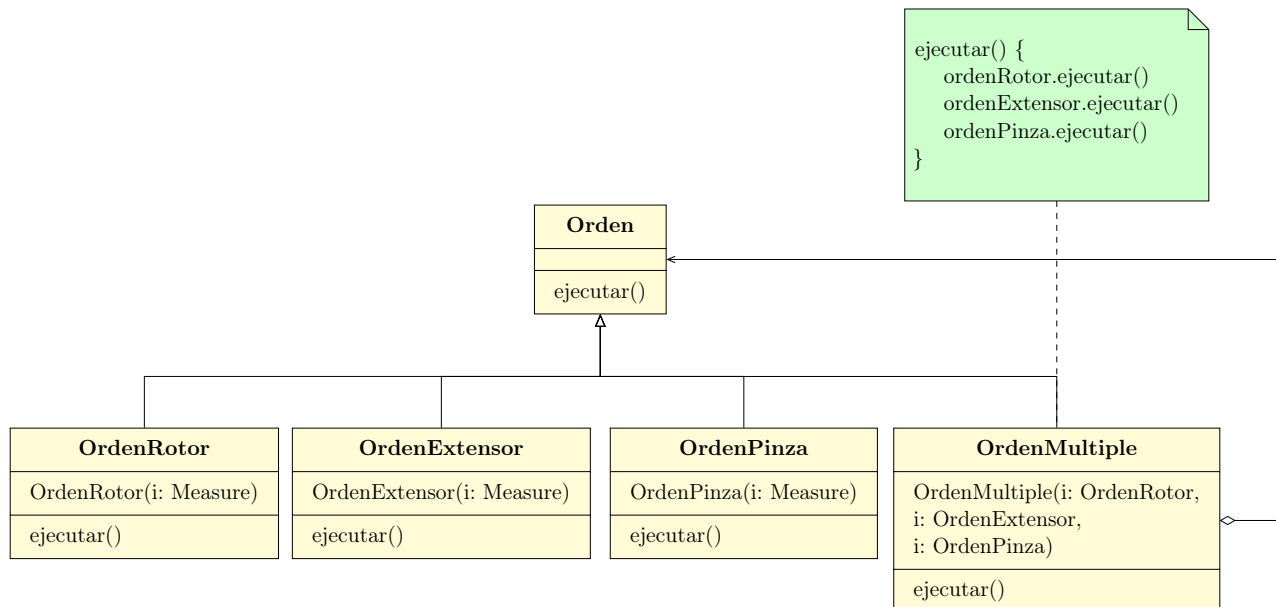 ejecutar() {
ordenRotor.ejecutar()
ordenExtensor.ejecutar()
ordenPinza.ejecutar()
}
Orden
ejecutar()
OrdenRotor
OrdenRotor(i: Measure)
ejecutar()
OrdenExtensor
OrdenExtensor(i: Measure)
ejecutar()
OrdenPinza
OrdenPinza(i: Measure)
ejecutar()
OrdenMultiple
OrdenMultiple(i: OrdenRotor,
i: OrdenExtensor,
i: OrdenPinza)
ejecutar()